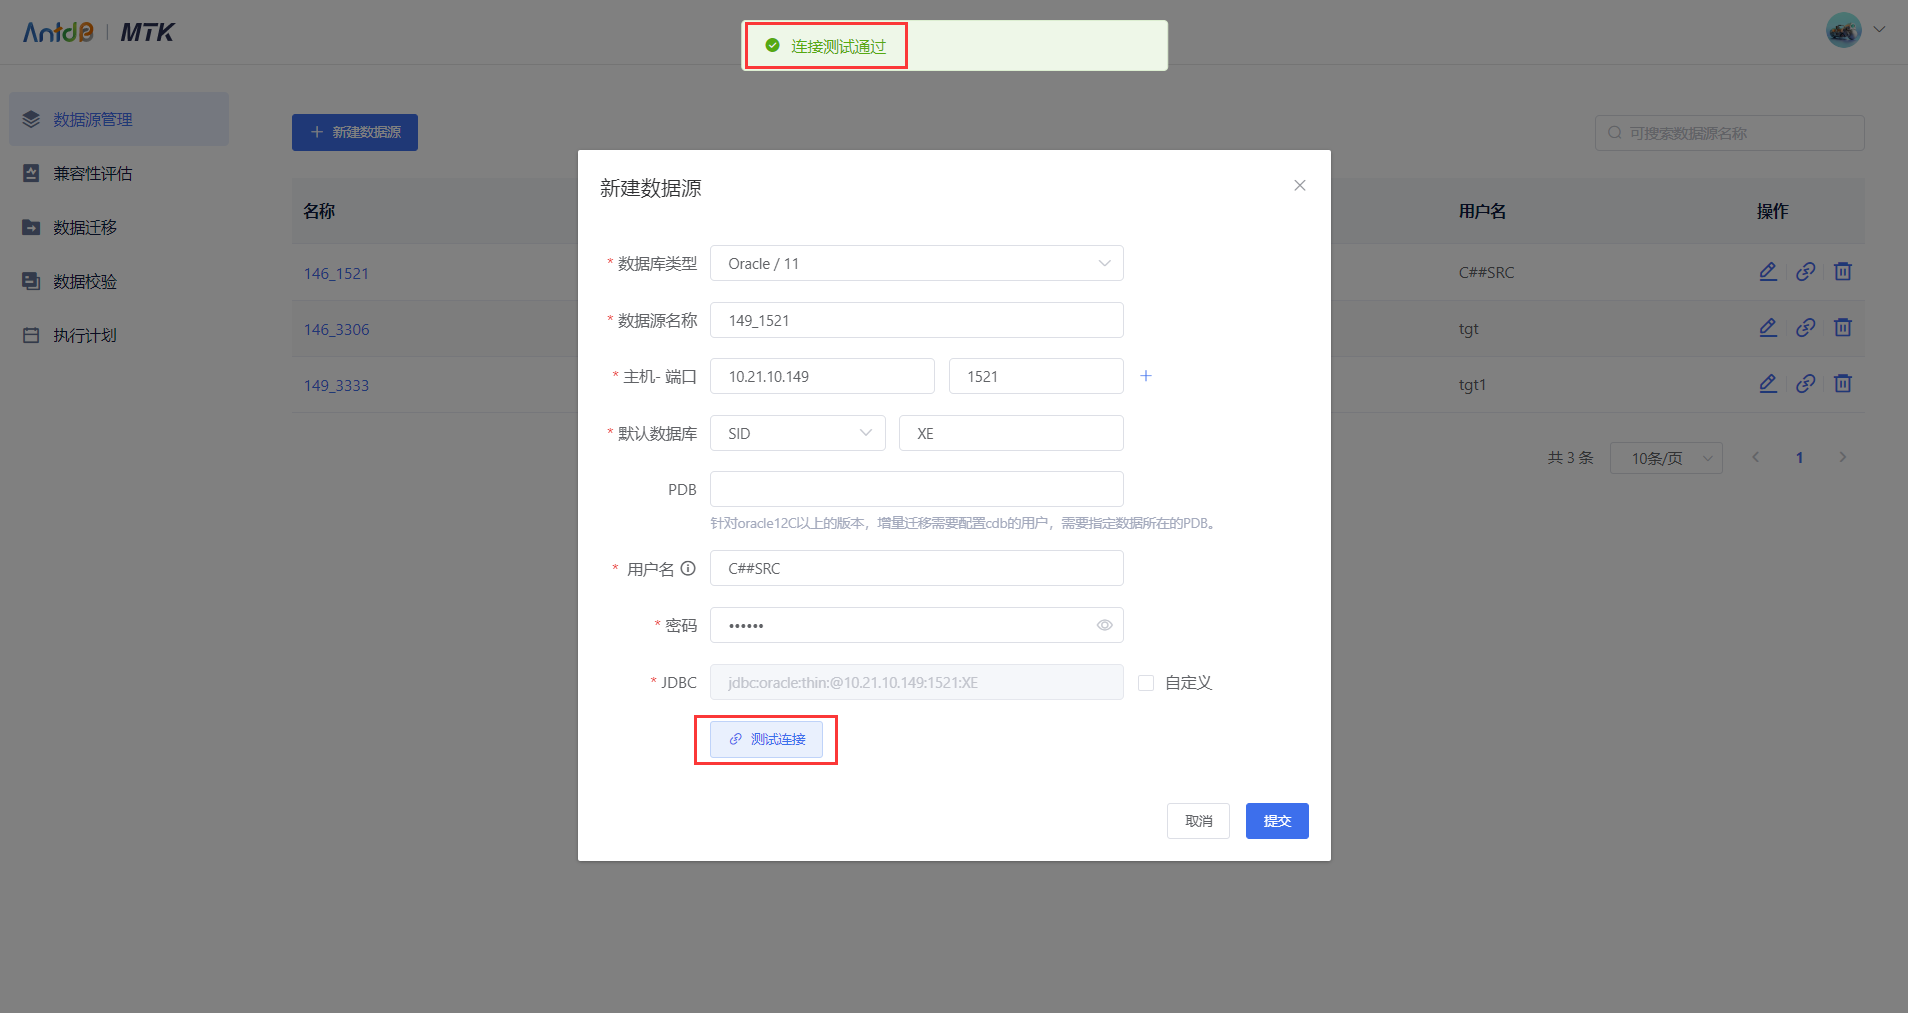 AntdB | MTK
连接测试通过
数据源管理
兼容性评估
数据迁移
数据校验
执行计划
新建数据源
可搜索数据源名称
名称
用户名
操作
146_1521
C##SRC
146_3306
tgt
149_3333
tgt1
共 3 条
10条/页
1
新建数据源
* 数据库类型
Oracle / 11
* 数据源名称
149_1521
* 主机- 端口
10.21.10.149
1521
* 默认数据库
SID
XE
PDB
针对oracle12C以上的版本，增量迁移需要配置cdb的用户，需要指定数据所在的PDB。
* 用户名
C##SRC
* 密码
••••••
* JDBC
jdbc:oracle:thin:@10.21.10.149:1521:XE
自定义
测试连接
取消
提交